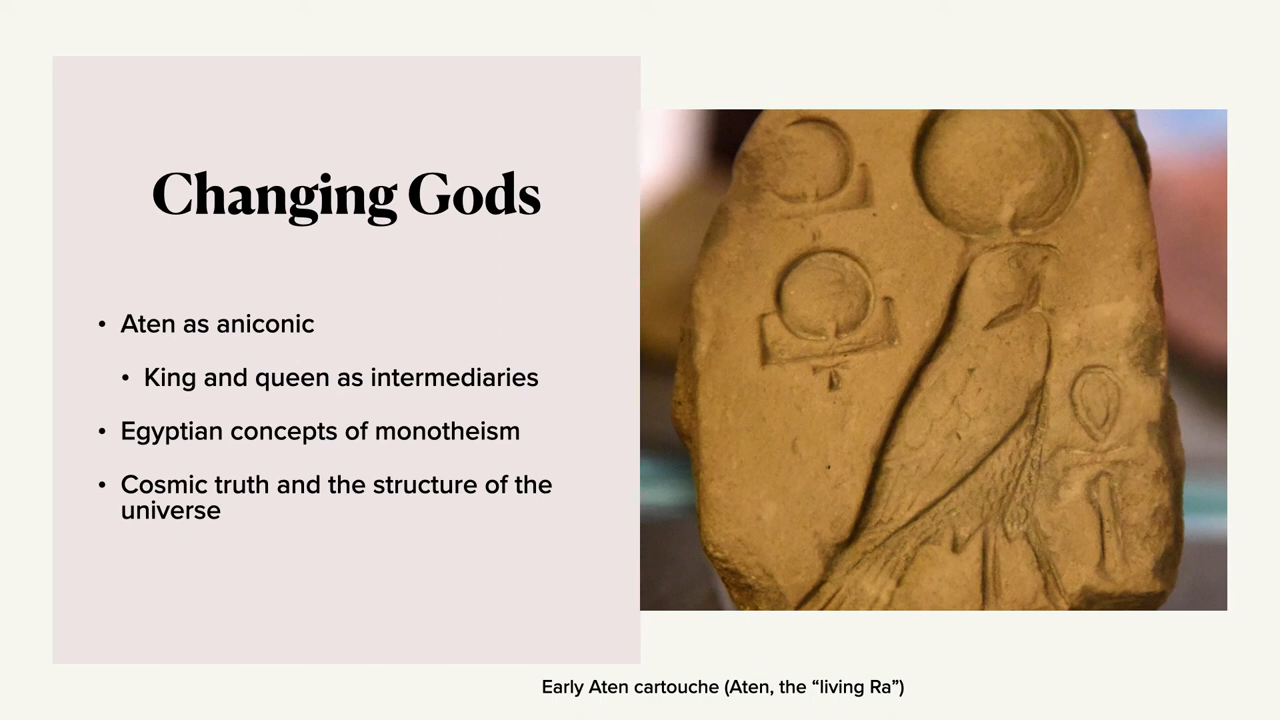 Changing Gods
• Aten as aniconic
• King and queen as intermediaries
• Egyptian concepts of monotheism
• Cosmic truth and the structure of the
universe
Early Aten cartouche (Aten, the “living Ra”)